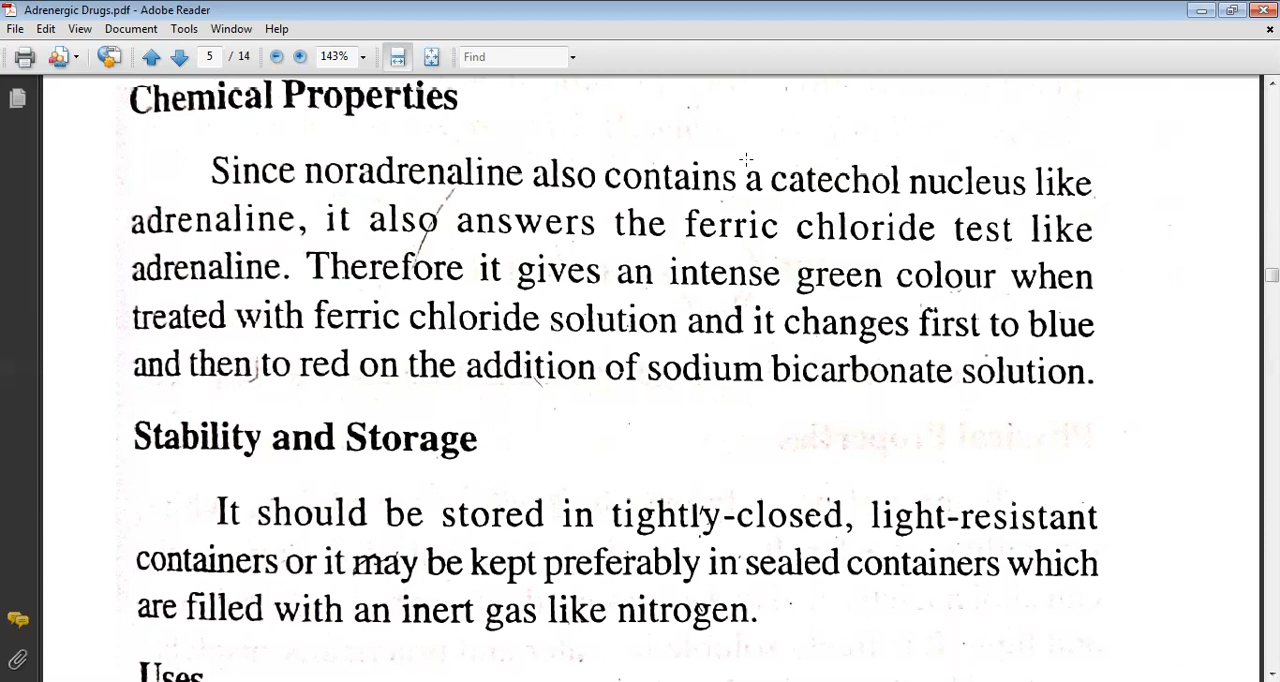 Adrenergic Drugs.pdf - Adobe Reader
File Edit View Document Tools Window Help
5 / 14 143% Find
Chemical Properties
Since noradrenaline also contains a catechol nucleus like
adrenaline, it also answers the ferric chloride test like
adrenaline. Therefore it gives an intense green colour when
treated with ferric chloride solution and it changes first to blue
and then to red on the addition of sodium bicarbonate solution.
Stability and Storage
It should be stored in tightly-closed, light-resistant
containers or it may be kept preferably in sealed containers which
are filled with an inert gas like nitrogen.
Uses